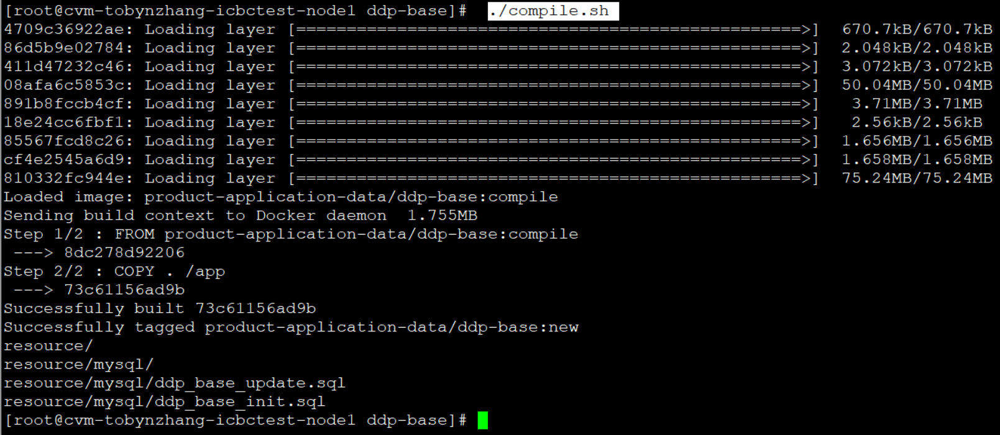 [root@cvm-tobynzhang-icbctest-node1 ddp-base]# ./compile.sh
4709c36922ae: Loading layer [==================================================>] 670.7kB/670.7kB
86d5b9e02784: Loading layer [==================================================>] 2.048kB/2.048kB
411d47232c46: Loading layer [==================================================>] 3.072kB/3.072kB
08afa6c5853c: Loading layer [==================================================>] 50.04MB/50.04MB
891b8fccb4cf: Loading layer [==================================================>] 3.71MB/3.71MB
18e24cc6fbf1: Loading layer [==================================================>] 2.56kB/2.56kB
85567fcd8c26: Loading layer [==================================================>] 1.656MB/1.656MB
cf4e2545a6d9: Loading layer [==================================================>] 1.658MB/1.658MB
810332fc944e: Loading layer [==================================================>] 75.24MB/75.24MB
Loaded image: product-application-data/ddp-base:compile
Sending build context to Docker daemon 1.755MB
Step 1/2 : FROM product-application-data/ddp-base:compile
---> 8dc278d92206
Step 2/2 : COPY . /app
---> 73c61156ad9b
Successfully built 73c61156ad9b
Successfully tagged product-application-data/ddp-base:new
resource/
resource/mysql/
resource/mysql/ddp_base_update.sql
resource/mysql/ddp_base_init.sql
[root@cvm-tobynzhang-icbctest-node1 ddp-base]#